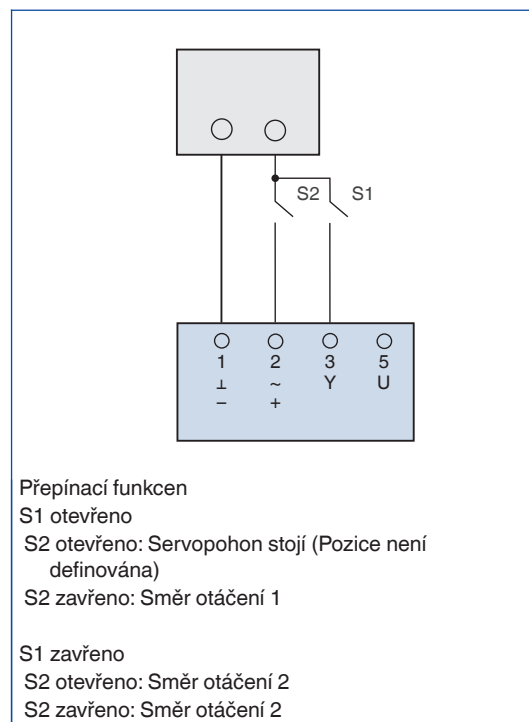 S2 S1
1 2 3 5
⊥ ~ Y U
– +
Přepínací funkcen
S1 otevřeno
S2 otevřeno: Servopohon stojí (Pozice není
definována)
S2 zavřeno: Směr otáčení 1
S1 zavřeno
S2 otevřeno: Směr otáčení 2
S2 zavřeno: Směr otáčení 2